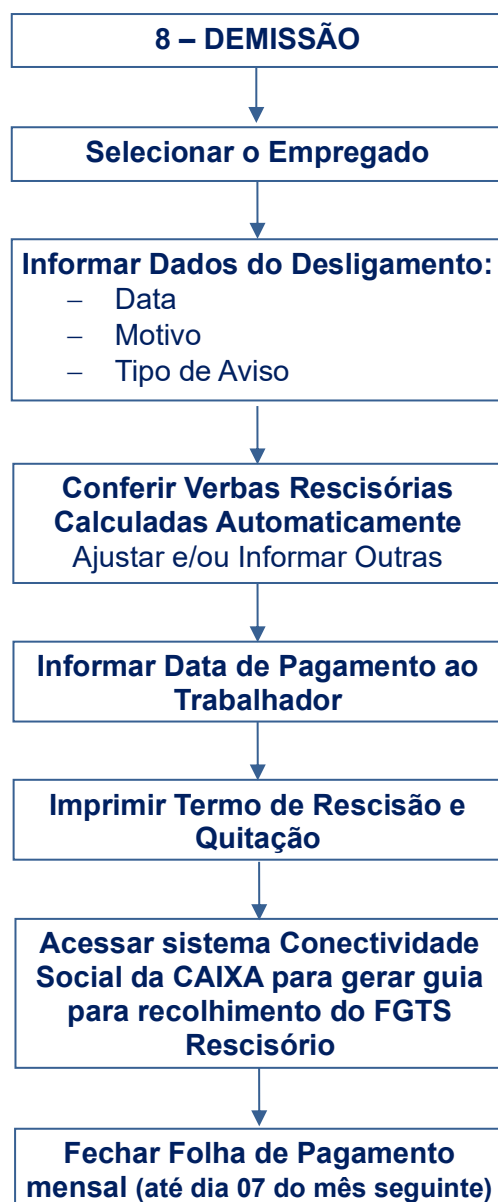 8 – DEMISSÃO
Selecionar o Empregado
Informar Dados do Desligamento:
– Data
– Motivo
– Tipo de Aviso
Conferir Verbas Rescisórias
Calculadas Automaticamente
Ajustar e/ou Informar Outras
Informar Data de Pagamento ao
Trabalhador
Imprimir Termo de Rescisão e
Quitação
Acessar sistema Conectividade
Social da CAIXA para gerar guia
para recolhimento do FGTS
Rescisório
Fechar Folha de Pagamento
mensal (até dia 07 do mês seguinte)